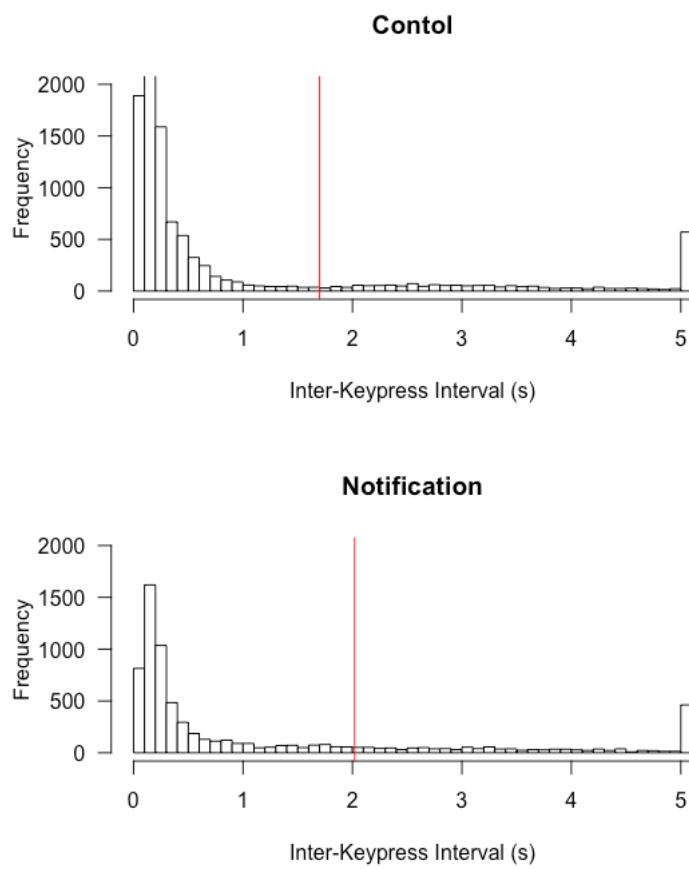 Contol
2000
1500
1000
500
0
Frequency
0 1 2 3 4 5
Inter-Keypress Interval (s)
Notification
2000
1500
1000
500
0
Frequency
0 1 2 3 4 5
Inter-Keypress Interval (s)